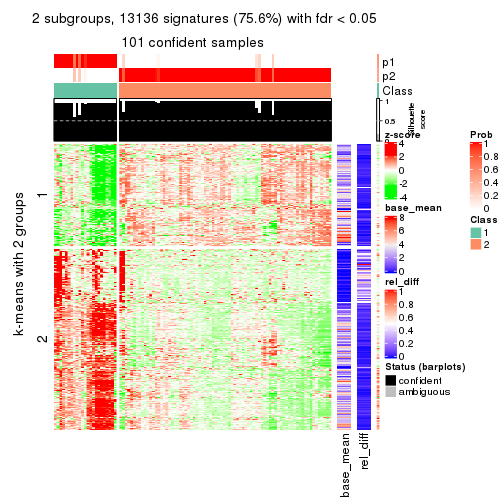 2 subgroups, 13136 signatures (75.6%) with fdr < 0.05
101 confident samples
p1
p2
Class
1
0.5
0
Silhouette
score
k-means with 2 groups
1
2
base_mean
rel_diff
z-score
4
2
0
-2
-4
base_mean
8
6
4
2
0
rel_diff
1
0.8
0.6
0.4
0.2
0
Status (barplots)
confident
ambiguous
Prob
1
0.8
0.6
0.4
0.2
0
Class
1
2